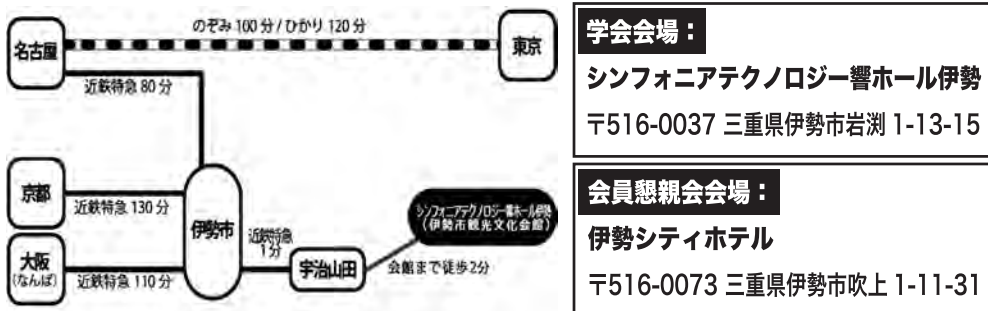 のぞみ 100 分 / ひかり 120 分
名古屋
東京
近鉄特急 80 分
京都
近鉄特急 130 分
伊勢市
大阪
(なんば)
近鉄特急 110 分
近鉄特急
1分
宇治山田
シンフォニアテクノロジー響ホール伊勢
(伊勢市観光文化会館)
会館まで徒歩2分
学会会場：
シンフォニアテクノロジー響ホール伊勢
〒516-0037 三重県伊勢市岩渕 1-13-15
会員懇親会会場：
伊勢シティホテル
〒516-0073 三重県伊勢市吹上 1-11-31